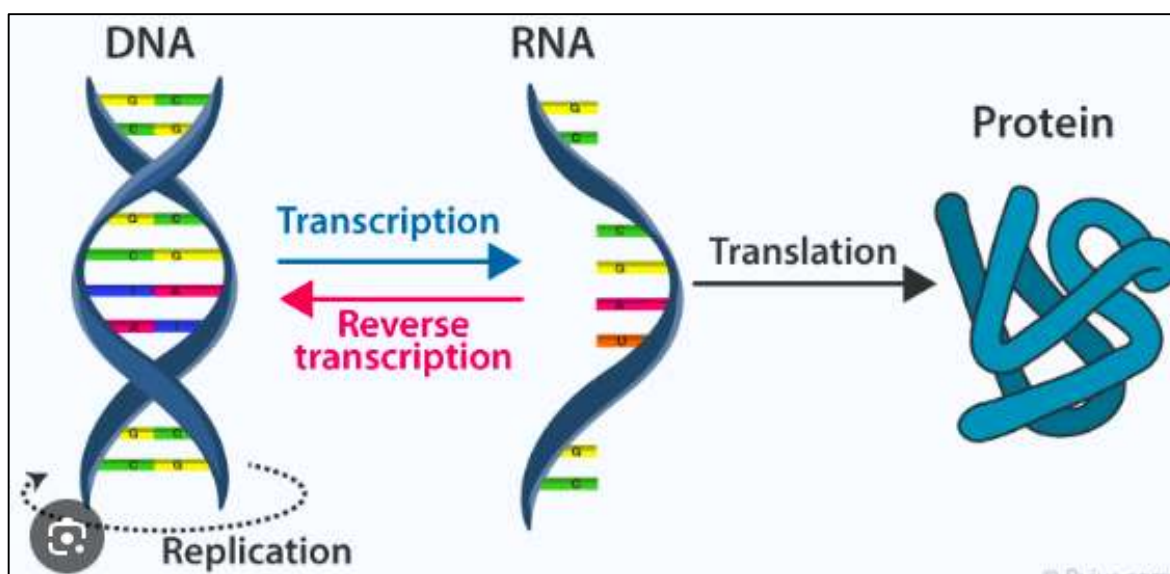 DNA
G C
C G
G C
C G
A
A
G C
C G
Replication
Transcription
Reverse
transcription
RNA
G
C
C
G
A
U
G
C
Translation
Protein